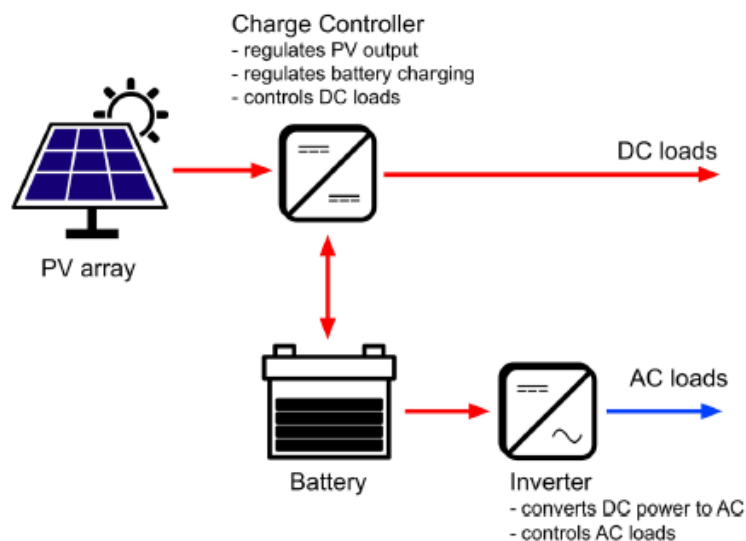 Charge Controller
- regulates PV output
- regulates battery charging
- controls DC loads
DC loads
PV array
AC loads
Battery
Inverter
- converts DC power to AC
- controls AC loads